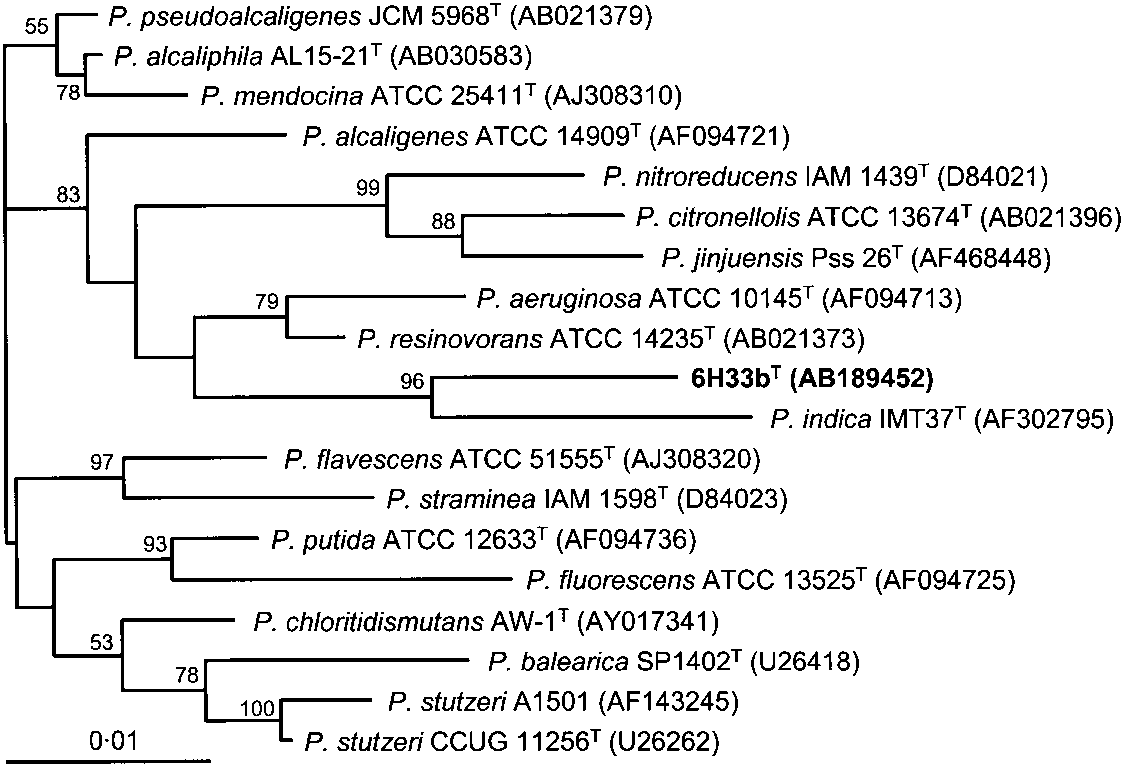 55
P. pseudoalcaligenes JCM 5968ᵀ (AB021379)
P. alcaliphila AL15-21ᵀ (AB030583)
78
P. mendocina ATCC 25411ᵀ (AJ308310)
P. alcaligenes ATCC 14909ᵀ (AF094721)
83
99
P. nitroreducens IAM 1439ᵀ (D84021)
88
P. citronellolis ATCC 13674ᵀ (AB021396)
P. jinjuensis Pss 26ᵀ (AF468448)
79
P. aeruginosa ATCC 10145ᵀ (AF094713)
P. resinovorans ATCC 14235ᵀ (AB021373)
96
6H33bᵀ (AB189452)
P. indica IMT37ᵀ (AF302795)
97
P. flavescens ATCC 51555ᵀ (AJ308320)
P. straminea IAM 1598ᵀ (D84023)
93
P. putida ATCC 12633ᵀ (AF094736)
P. fluorescens ATCC 13525ᵀ (AF094725)
P. chloritidismutans AW-1ᵀ (AY017341)
53
78
P. balearica SP1402ᵀ (U26418)
100
P. stutzeri A1501 (AF143245)
P. stutzeri CCUG 11256ᵀ (U26262)
0·01